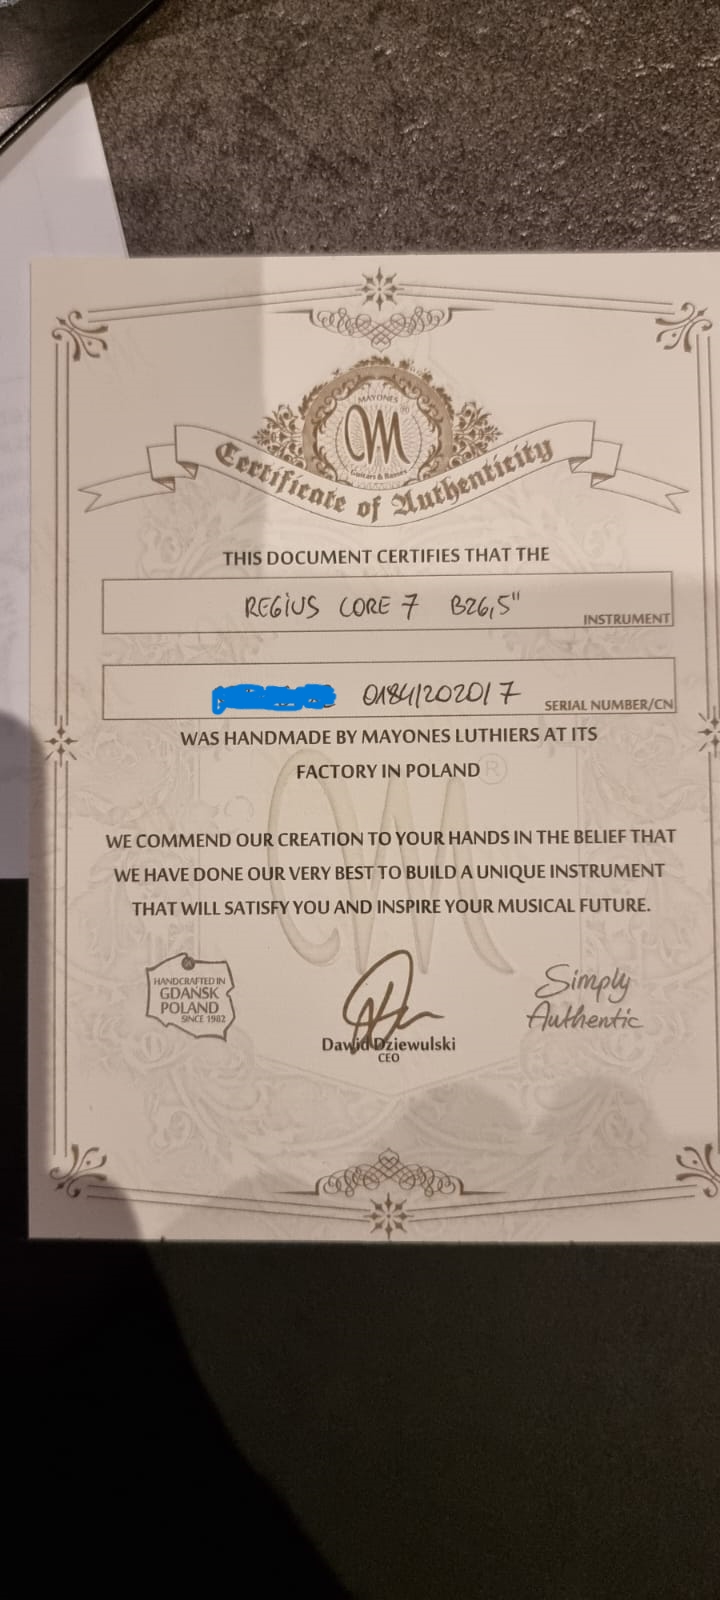 MAYONES
M
Guitars & Basses
Certificate of Authenticity
THIS DOCUMENT CERTIFIES THAT THE
REGIUS CORE 7 B26,5"
INSTRUMENT
0184/2020/7
SERIAL NUMBER/CN
WAS HANDMADE BY MAYONES LUTHIERS AT ITS
FACTORY IN POLAND
WE COMMEND OUR CREATION TO YOUR HANDS IN THE BELIEF THAT
WE HAVE DONE OUR VERY BEST TO BUILD A UNIQUE INSTRUMENT
THAT WILL SATISFY YOU AND INSPIRE YOUR MUSICAL FUTURE.
HANDCRAFTED IN
GDAŃSK
POLAND
SINCE 1982
Dawid Dziewulski
CEO
Simply
Authentic